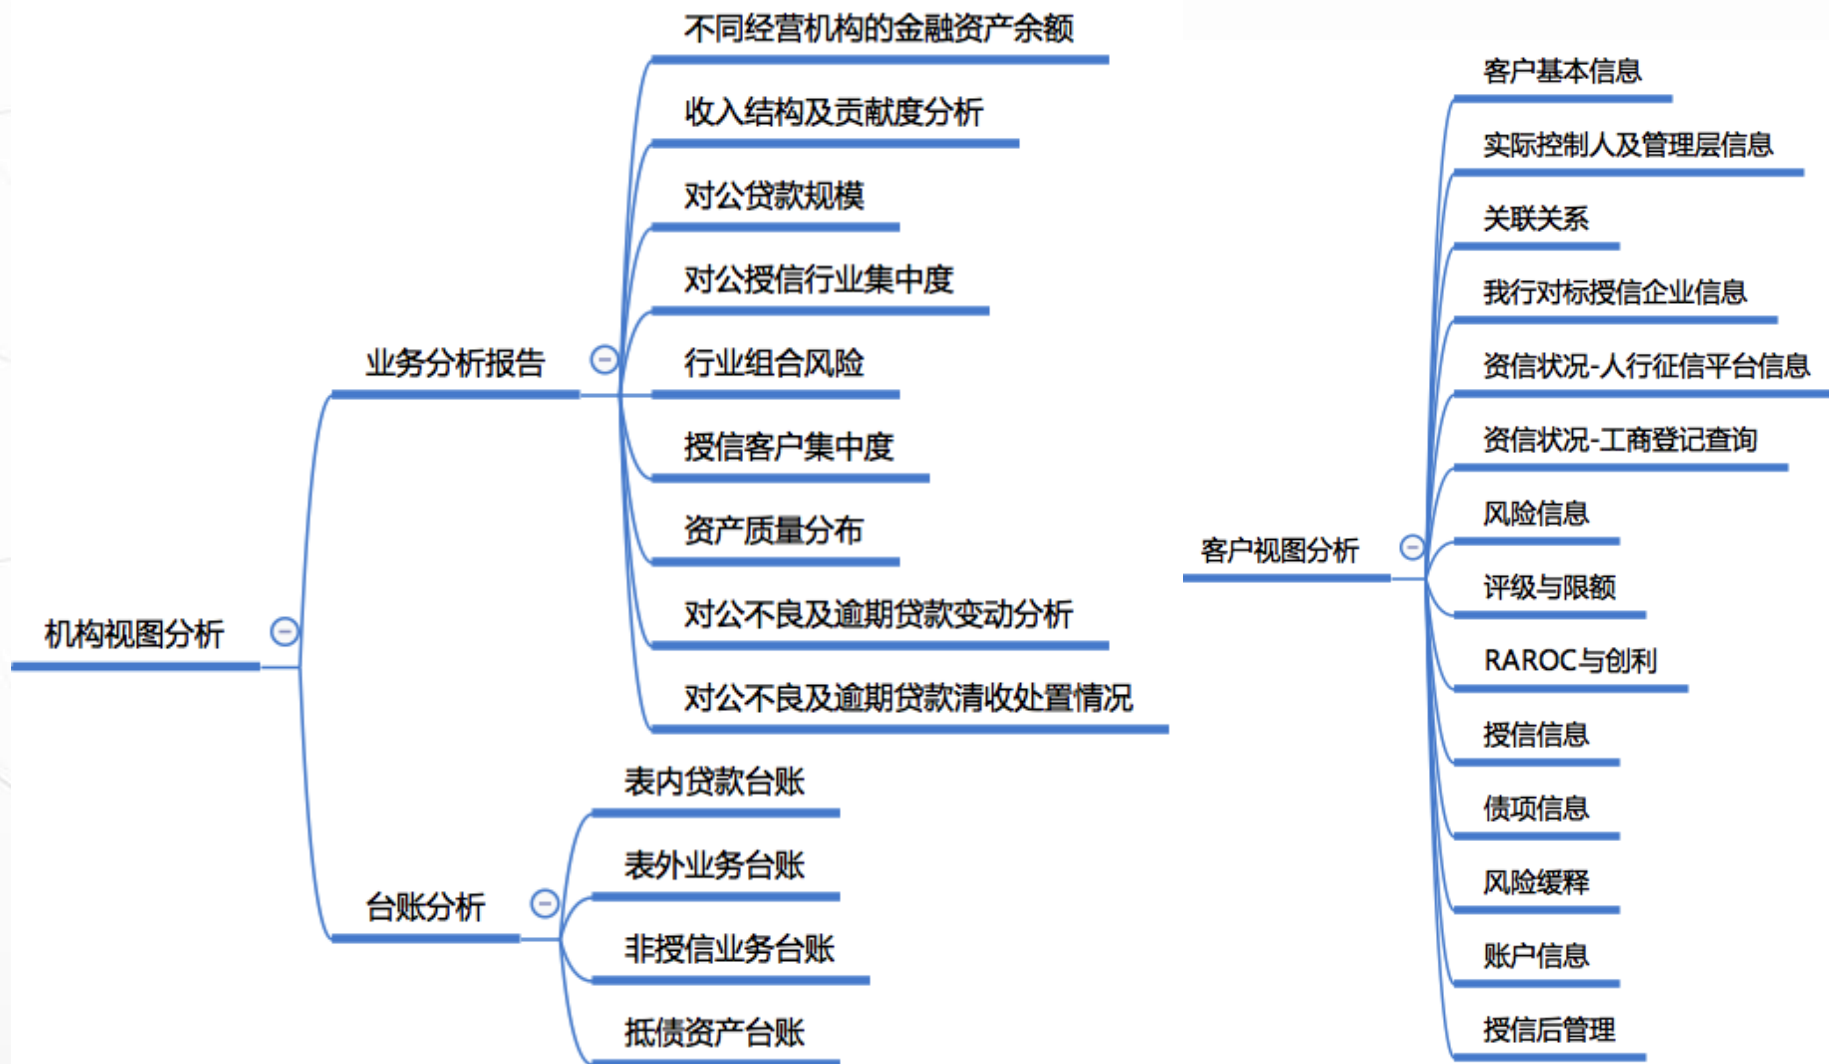 机构视图分析
业务分析报告
不同经营机构的金融资产余额
收入结构及贡献度分析
对公贷款规模
对公授信行业集中度
行业组合风险
授信客户集中度
资产质量分布
对公不良及逾期贷款变动分析
对公不良及逾期贷款清收处置情况
台账分析
表内贷款台账
表外业务台账
非授信业务台账
抵债资产台账
客户视图分析
客户基本信息
实际控制人及管理层信息
关联关系
我行对标授信企业信息
资信状况-人行征信平台信息
资信状况-工商登记查询
风险信息
评级与限额
RAROC与创利
授信信息
债项信息
风险缓释
账户信息
授信后管理